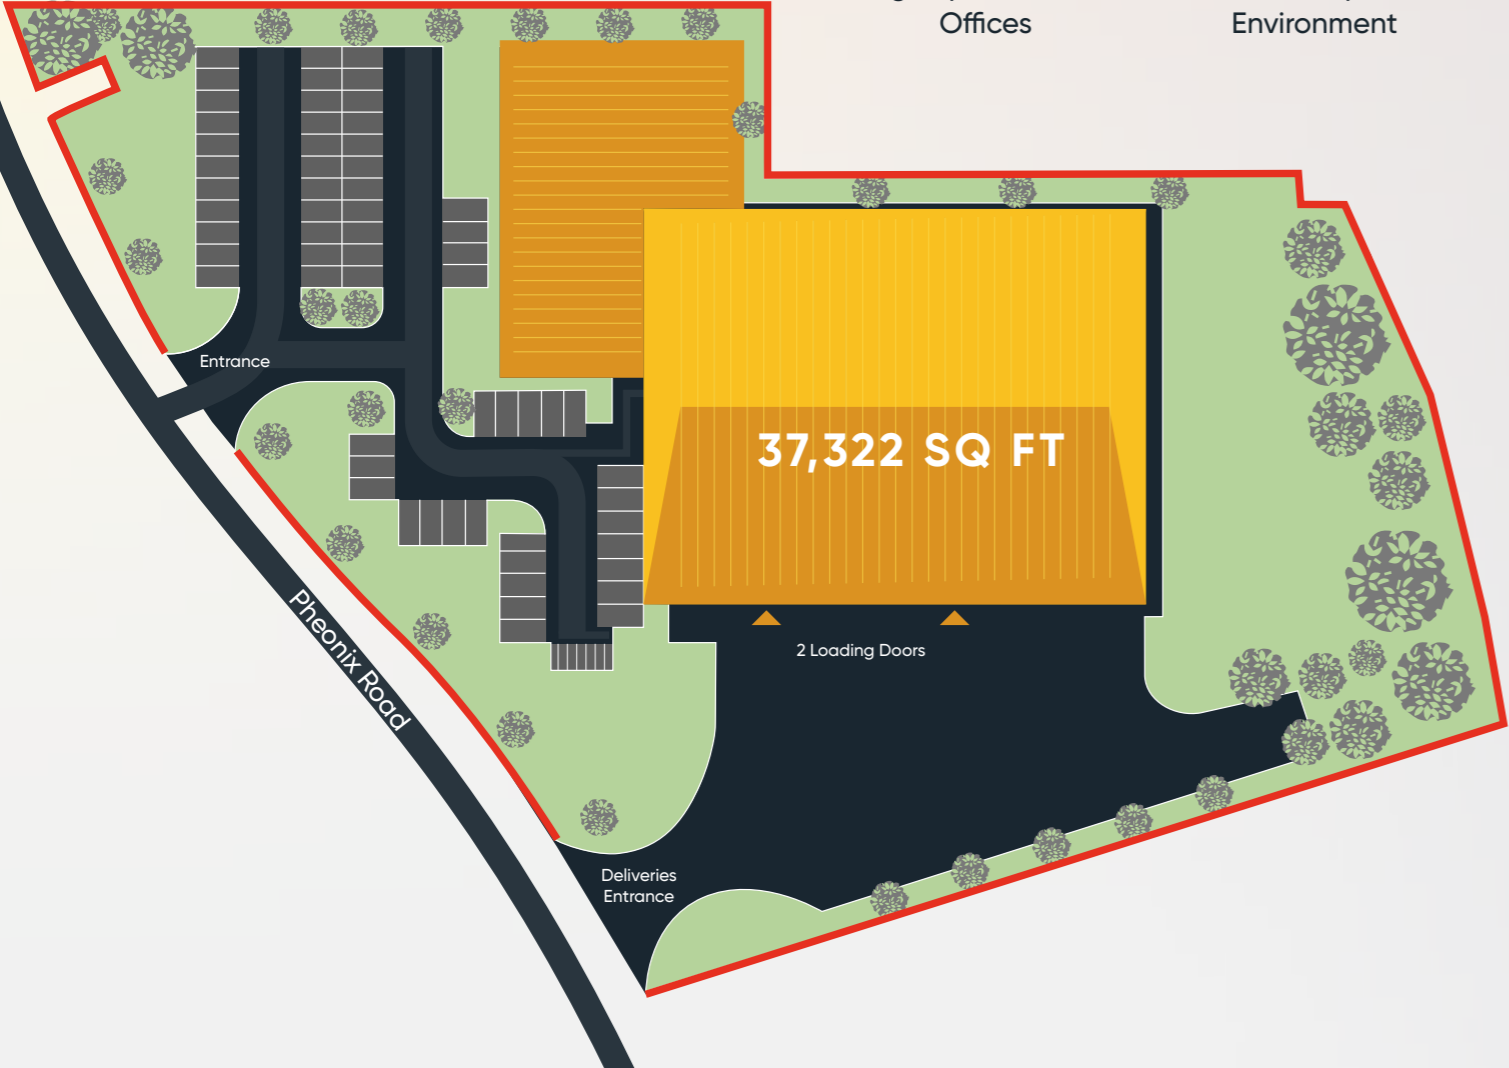 Offices
Environment
Entrance
37,322 SQ FT
2 Loading Doors
Pheonix Road
Deliveries
Entrance